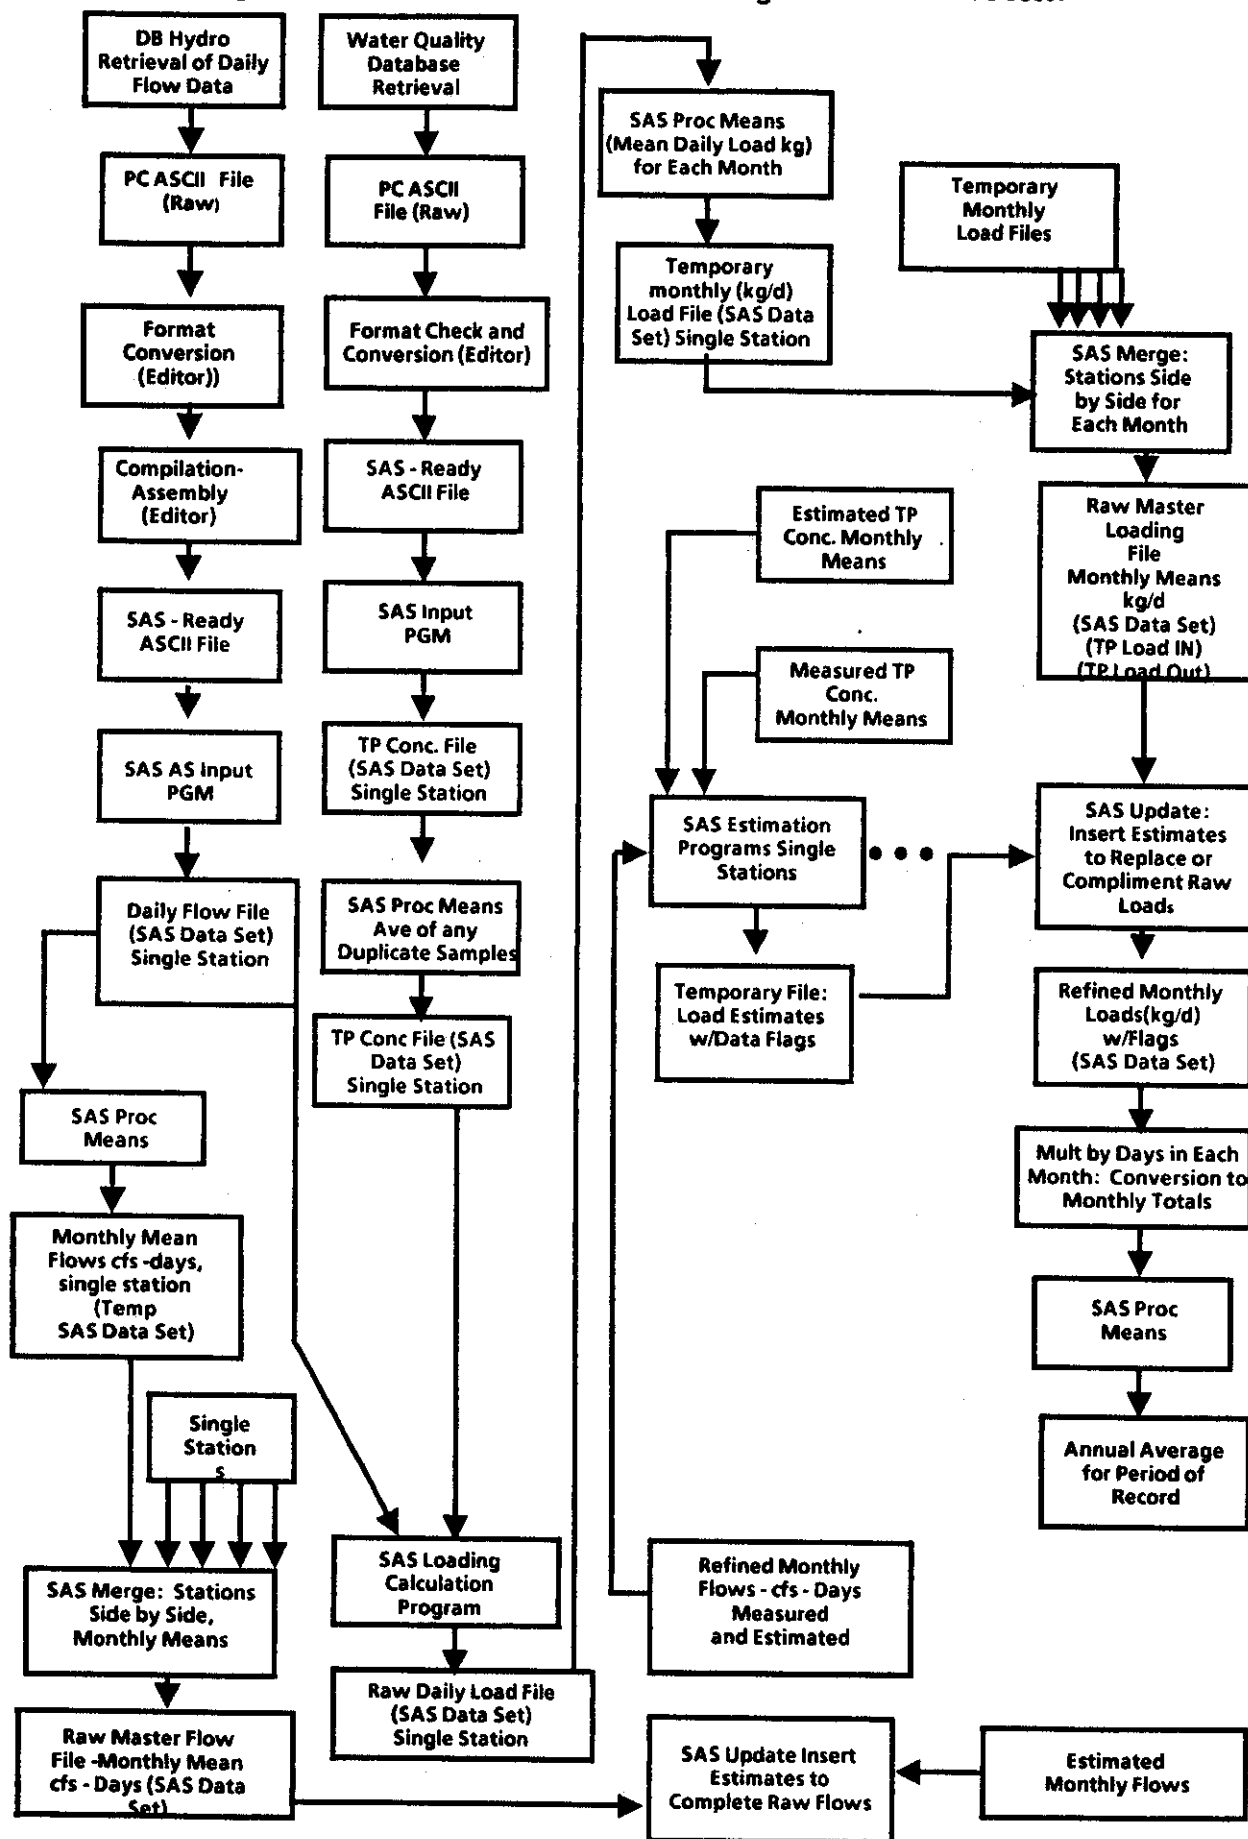 DB Hydro
Retrieval of Daily
Flow Data
PC ASCII File
(Raw)
Format
Conversion
(Editor))
Compilation-
Assembly
(Editor)
SAS - Ready
ASCII File
SAS AS Input
PGM
Daily Flow File
(SAS Data Set)
Single Station
SAS Proc
Means
Monthly Mean
Flows cfs -days,
single station
(Temp
SAS Data Set)
Single
Station
s
SAS Merge: Stations
Side by Side,
Monthly Means
Raw Master Flow
File -Monthly Mean
cfs - Days (SAS Data
Set)
Water Quality
Database
Retrieval
PC ASCII
File (Raw)
Format Check and
Conversion (Editor)
SAS - Ready
ASCII File
SAS Input
PGM
TP Conc. File
(SAS Data Set)
Single Station
SAS Proc Means
Ave of any
Duplicate Samples
TP Conc File (SAS
Data Set)
Single Station
SAS Loading
Calculation
Program
Raw Daily Load File
(SAS Data Set)
Single Station
SAS Proc Means
(Mean Daily Load kg)
for Each Month
Temporary
monthly (kg/d)
Load File (SAS Data
Set) Single Station
Estimated TP
Conc. Monthly
Means
Measured TP
Conc.
Monthly Means
SAS Estimation
Programs Single
Stations
Temporary File:
Load Estimates
w/Data Flags
Refined Monthly
Flows - cfs - Days
Measured
and Estimated
SAS Update Insert
Estimates to
Complete Raw Flows
Temporary
Monthly
Load Files
SAS Merge:
Stations Side
by Side for
Each Month
Raw Master
Loading
File
Monthly Means
kg/d
(SAS Data Set)
(TP Load IN)
(TP Load Out)
SAS Update:
Insert Estimates
to Replace or
Compliment Raw
Loads
Refined Monthly
Loads(kg/d)
w/Flags
(SAS Data Set)
Mult by Days in Each
Month: Conversion to
Monthly Totals
SAS Proc
Means
Annual Average
for Period of
Record
Estimated
Monthly Flows